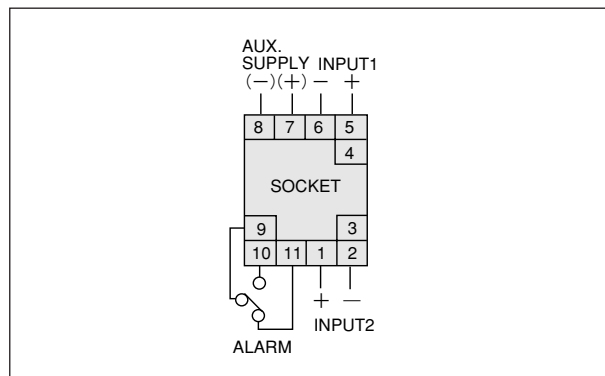 AUX.
SUPPLY INPUT1
(−)(+) − +
8 7 6 5
4
SOCKET
9 3
10 11 1 2
+ −
INPUT2
ALARM